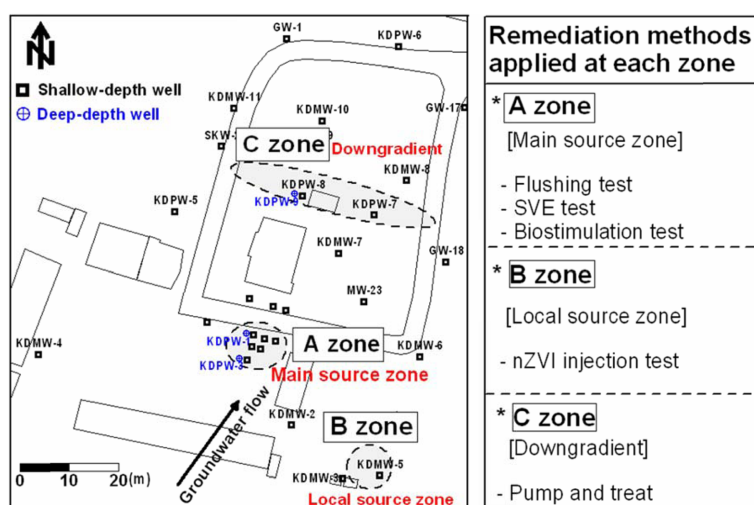 GW-1
KDPW-6
N
Shallow-depth well
Deep-depth well
KDMW-11
KDMW-10
GW-17
C zone
Downgradient
KDMW-8
KDPW-8
KDPW-5
KDPW-7
KDMW-7
GW-18
MW-23
KDPW-1
A zone
KDMW-4
KDMW-6
KDPW-3
Main source zone
KDMW-2
Groundwater flow
B zone
KDMW-5
KDMW-3
0 10 20(m)
Local source zone
Remediation methods
applied at each zone
* A zone
[Main source zone]
- Flushing test
- SVE test
- Biostimulation test
* B zone
[Local source zone]
- nZVI injection test
* C zone
[Downgradient]
- Pump and treat